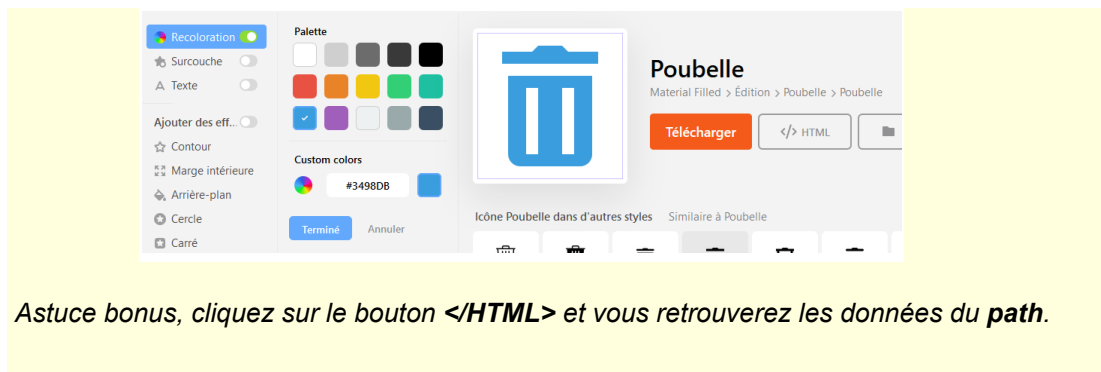 Recoloration
Surcouche
Texte
Ajouter des eff...
Contour
Marge intérieure
Arrière-plan
Cercle
Carré
Palette
Custom colors
#3498DB
Terminé Annuler
Poubelle
Material Filled > Édition > Poubelle > Poubelle
Télécharger </> HTML
Icône Poubelle dans d'autres styles Similaire à Poubelle
Astuce bonus, cliquez sur le bouton </HTML> et vous retrouverez les données du path.